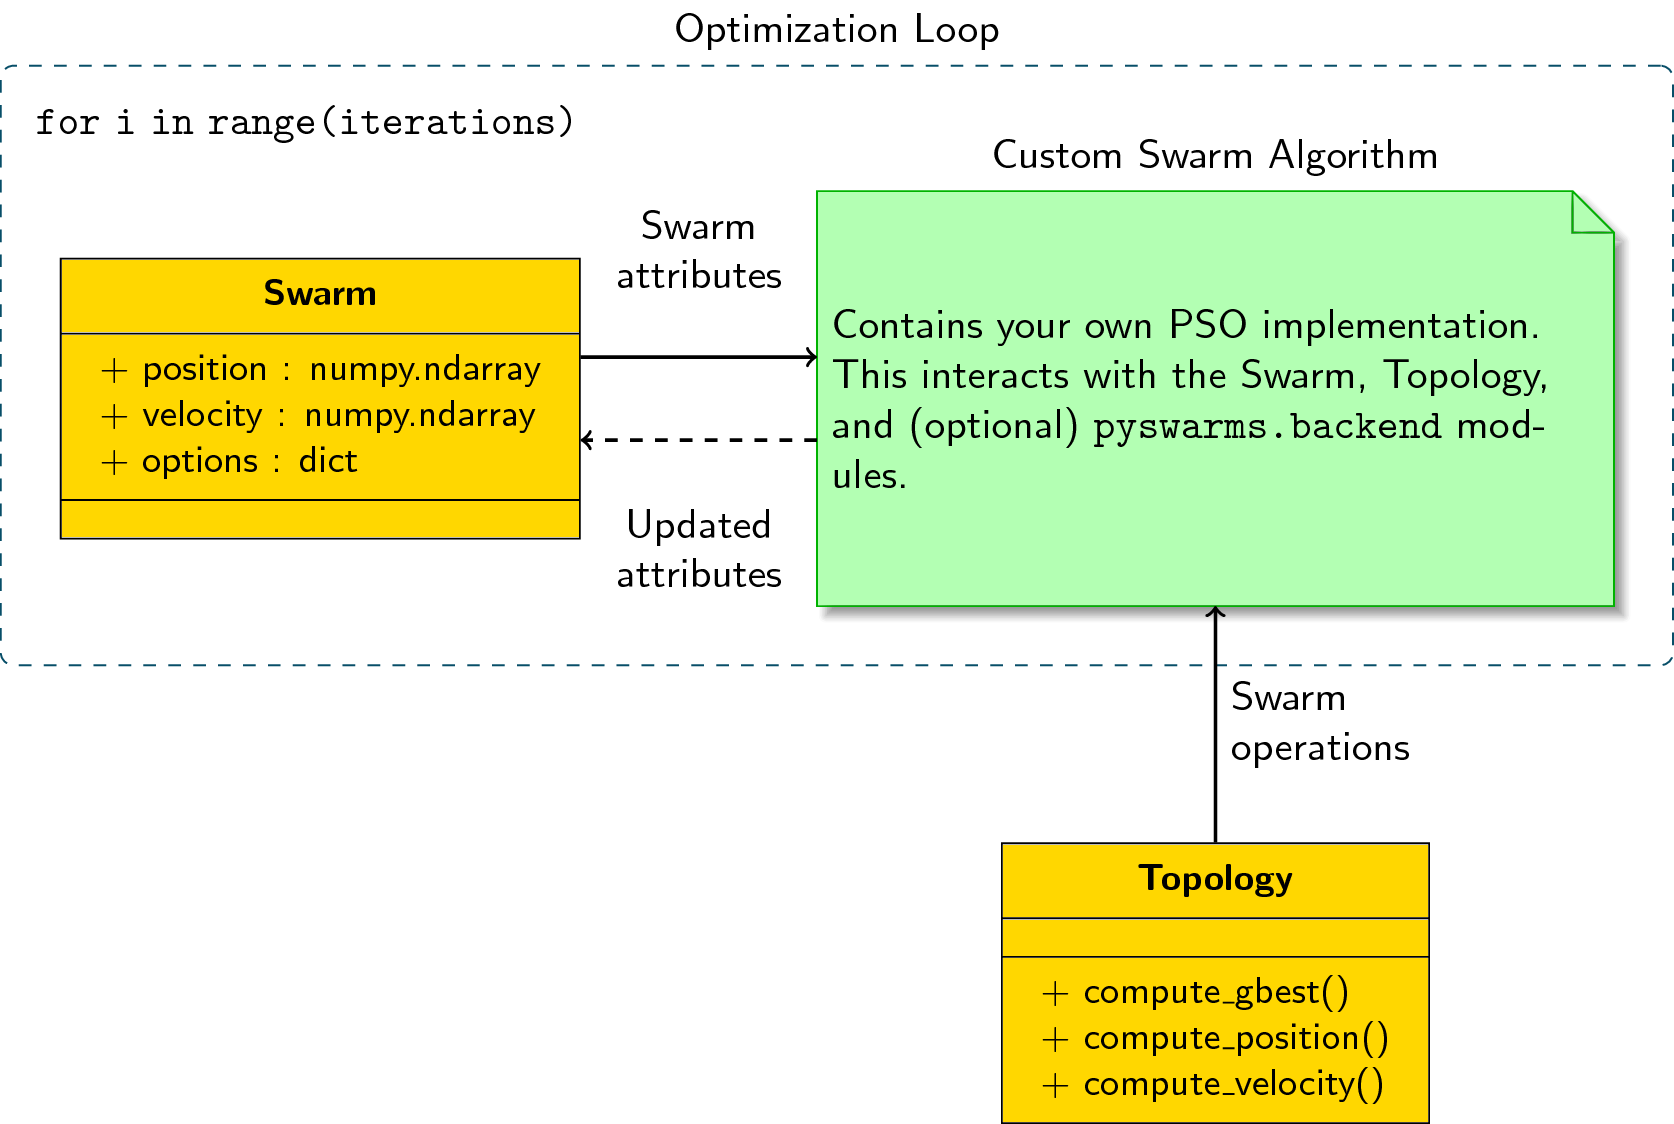 Optimization Loop
for i in range(iterations)
Custom Swarm Algorithm
Swarm
attributes
Swarm
+ position : numpy.ndarray
+ velocity : numpy.ndarray
+ options : dict
Contains your own PSO implementation.
This interacts with the Swarm, Topology,
and (optional) pyswarms.backend mod-
ules.
Updated
attributes
Swarm
operations
Topology
+ compute_gbest()
+ compute_position()
+ compute_velocity()